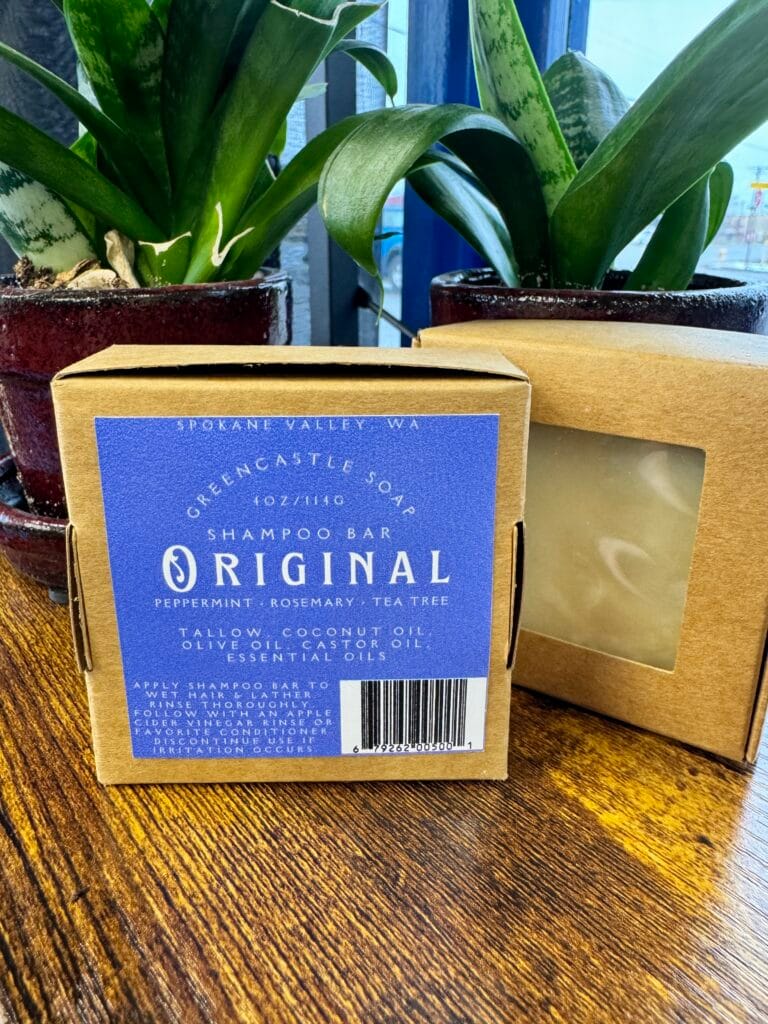 SPOKANE VALLEY, WA
GREENCASTLE SOAP
4OZ/114G
SHAMPOO BAR
ORIGINAL
PEPPERMINT · ROSEMARY · TEA TREE
TALLOW, COCONUT OIL,
OLIVE OIL, CASTOR OIL,
ESSENTIAL OILS
APPLY SHAMPOO BAR TO
WET HAIR & LATHER.
RINSE THOROUGHLY.
FOLLOW WITH AN APPLE
CIDER VINEGAR RINSE OR
FAVORITE CONDITIONER.
DISCONTINUE USE IF
IRRITATION OCCURS
6 79262 00500 1